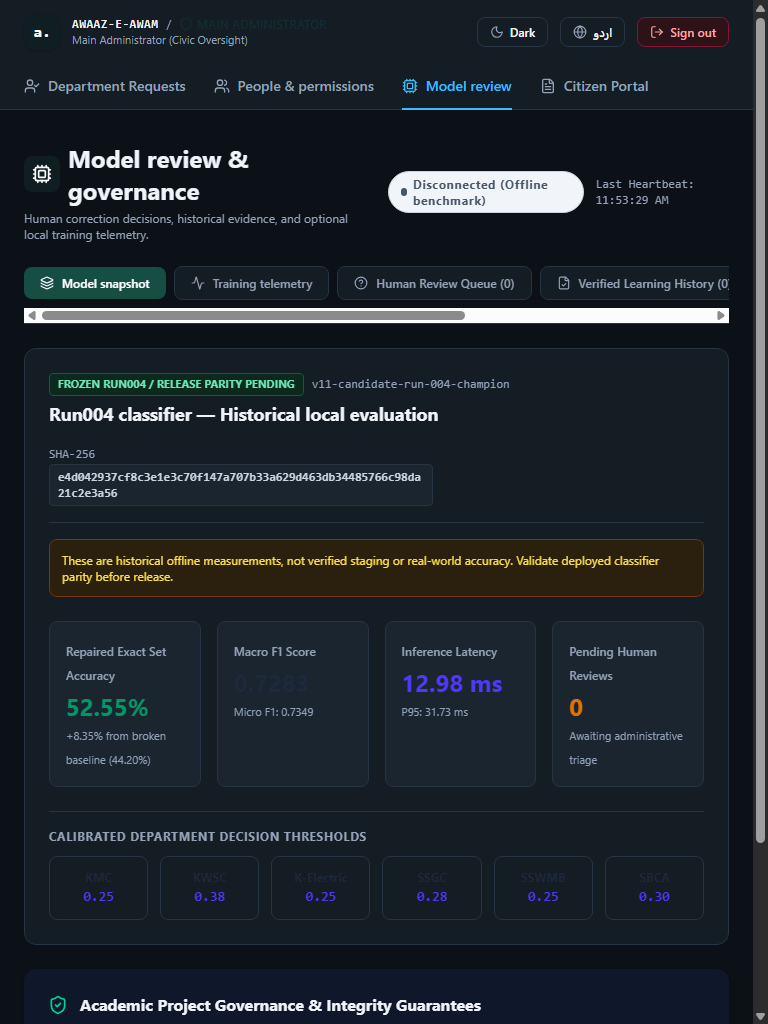 a.
AWAAZ-E-AWAM / MAIN ADMINISTRATOR
Main Administrator (Civic Oversight)
Dark
اردو
Sign out
Department Requests
People & permissions
Model review
Citizen Portal
Model review &
governance
Human correction decisions, historical evidence, and optional
local training telemetry.
Disconnected (Offline
benchmark)
Last Heartbeat:
11:53:29 AM
Model snapshot
Training telemetry
Human Review Queue (0)
Verified Learning History (0)
FROZEN RUN004 / RELEASE PARITY PENDING
v11-candidate-run-004-champion
Run004 classifier — Historical local evaluation
SHA-256
e4d042937cf8c3e1e3c70f147a707b33a629d463db34485766c98da
21c2e3a56
These are historical offline measurements, not verified staging or real-world accuracy. Validate deployed classifier
parity before release.
Repaired Exact Set
Accuracy
52.55%
+8.35% from broken
baseline (44.20%)
Macro F1 Score
0.7283
Micro F1: 0.7349
Inference Latency
12.98 ms
P95: 31.73 ms
Pending Human
Reviews
0
Awaiting administrative
triage
CALIBRATED DEPARTMENT DECISION THRESHOLDS
KMC
0.25
KWSC
0.38
K-Electric
0.25
SSGC
0.28
SSWMB
0.25
SBCA
0.30
Academic Project Governance & Integrity Guarantees